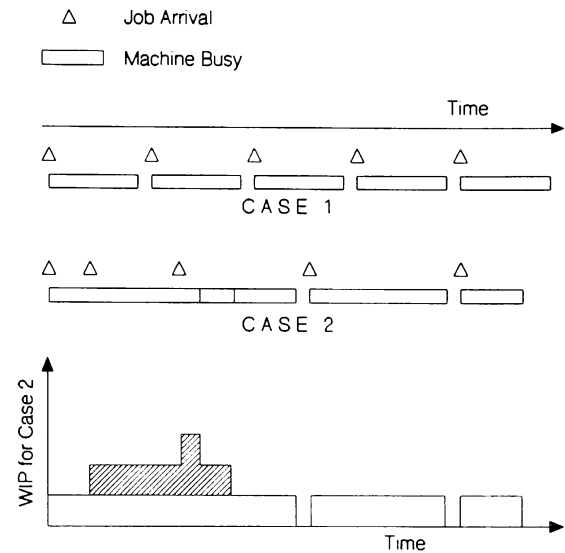 Job Arrival
Machine Busy
Time
CASE 1
CASE 2
WIP for Case 2
Time